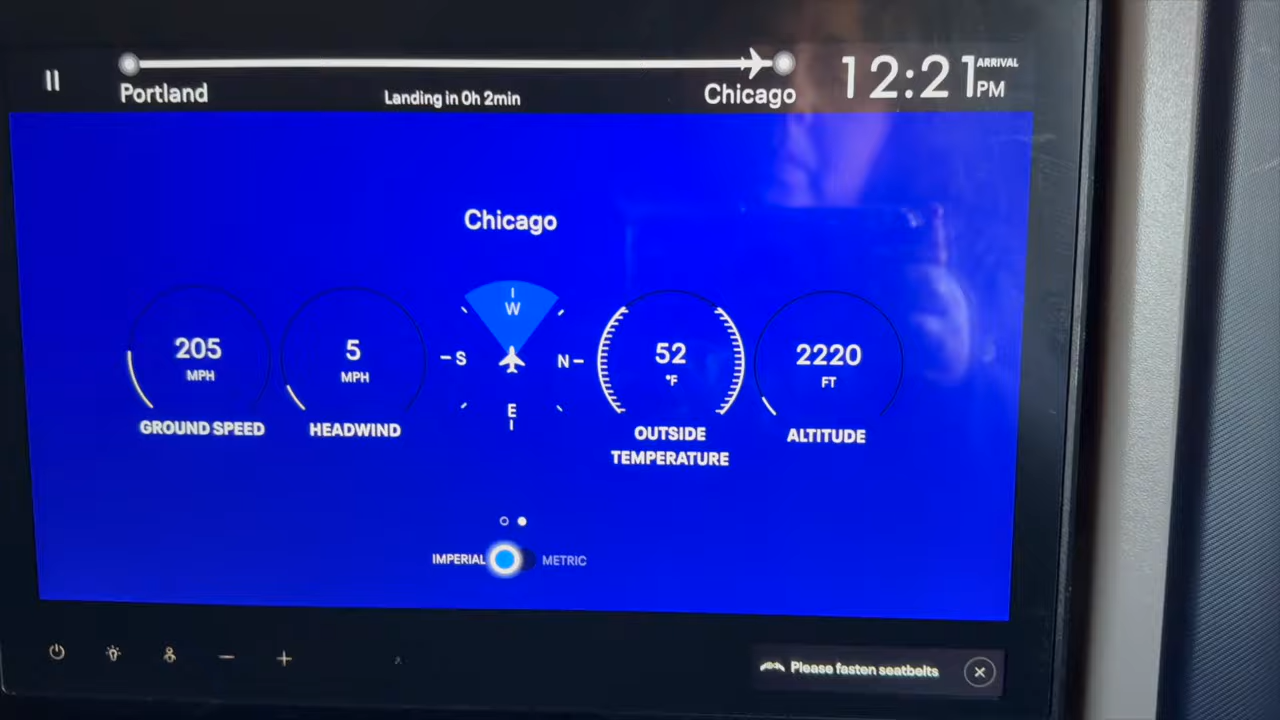 Portland
Landing in 0h 2min
Chicago
12:21 ARRIVAL PM
Chicago
205 MPH
GROUND SPEED
5 MPH
HEADWIND
W
S
N
E
52 °F
OUTSIDE
TEMPERATURE
2220 FT
ALTITUDE
IMPERIAL METRIC
Please fasten seatbelts